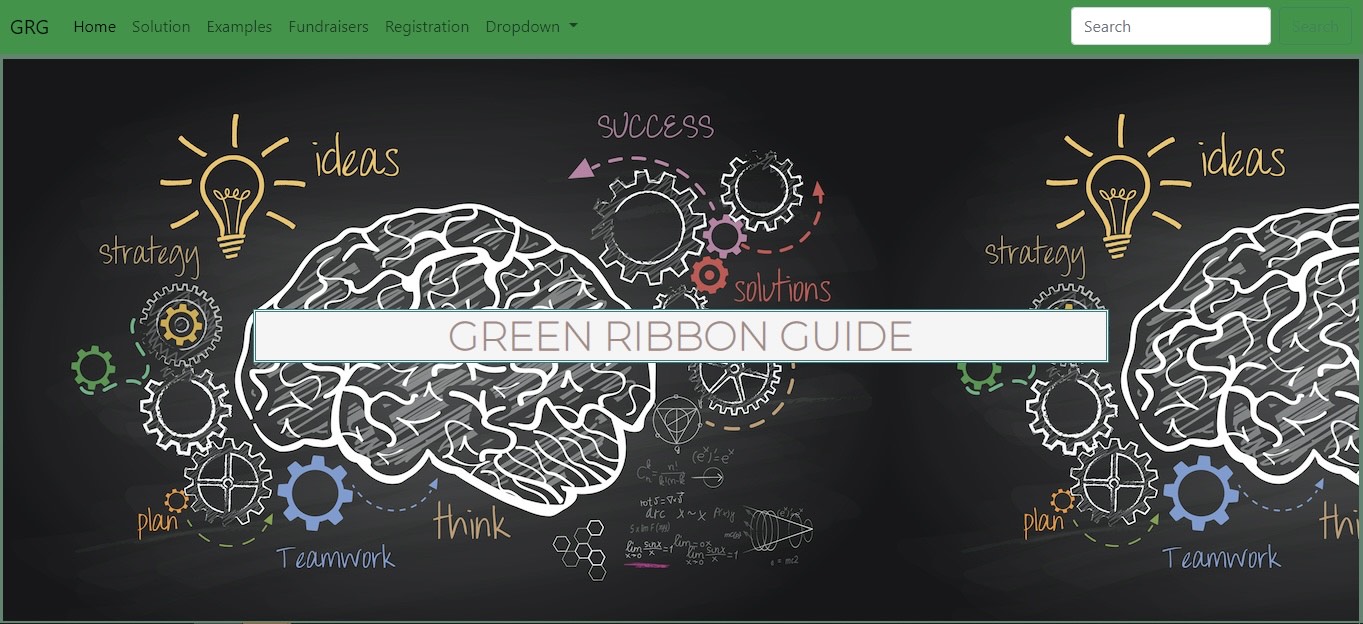 GRG Home Solution Examples Fundraisers Registration Dropdown Search Search
SUCCESS
ideas
ideas
strategy
strategy
solutions
GREEN RIBBON GUIDE
plan
think
plan
Teamwork
Teamwork